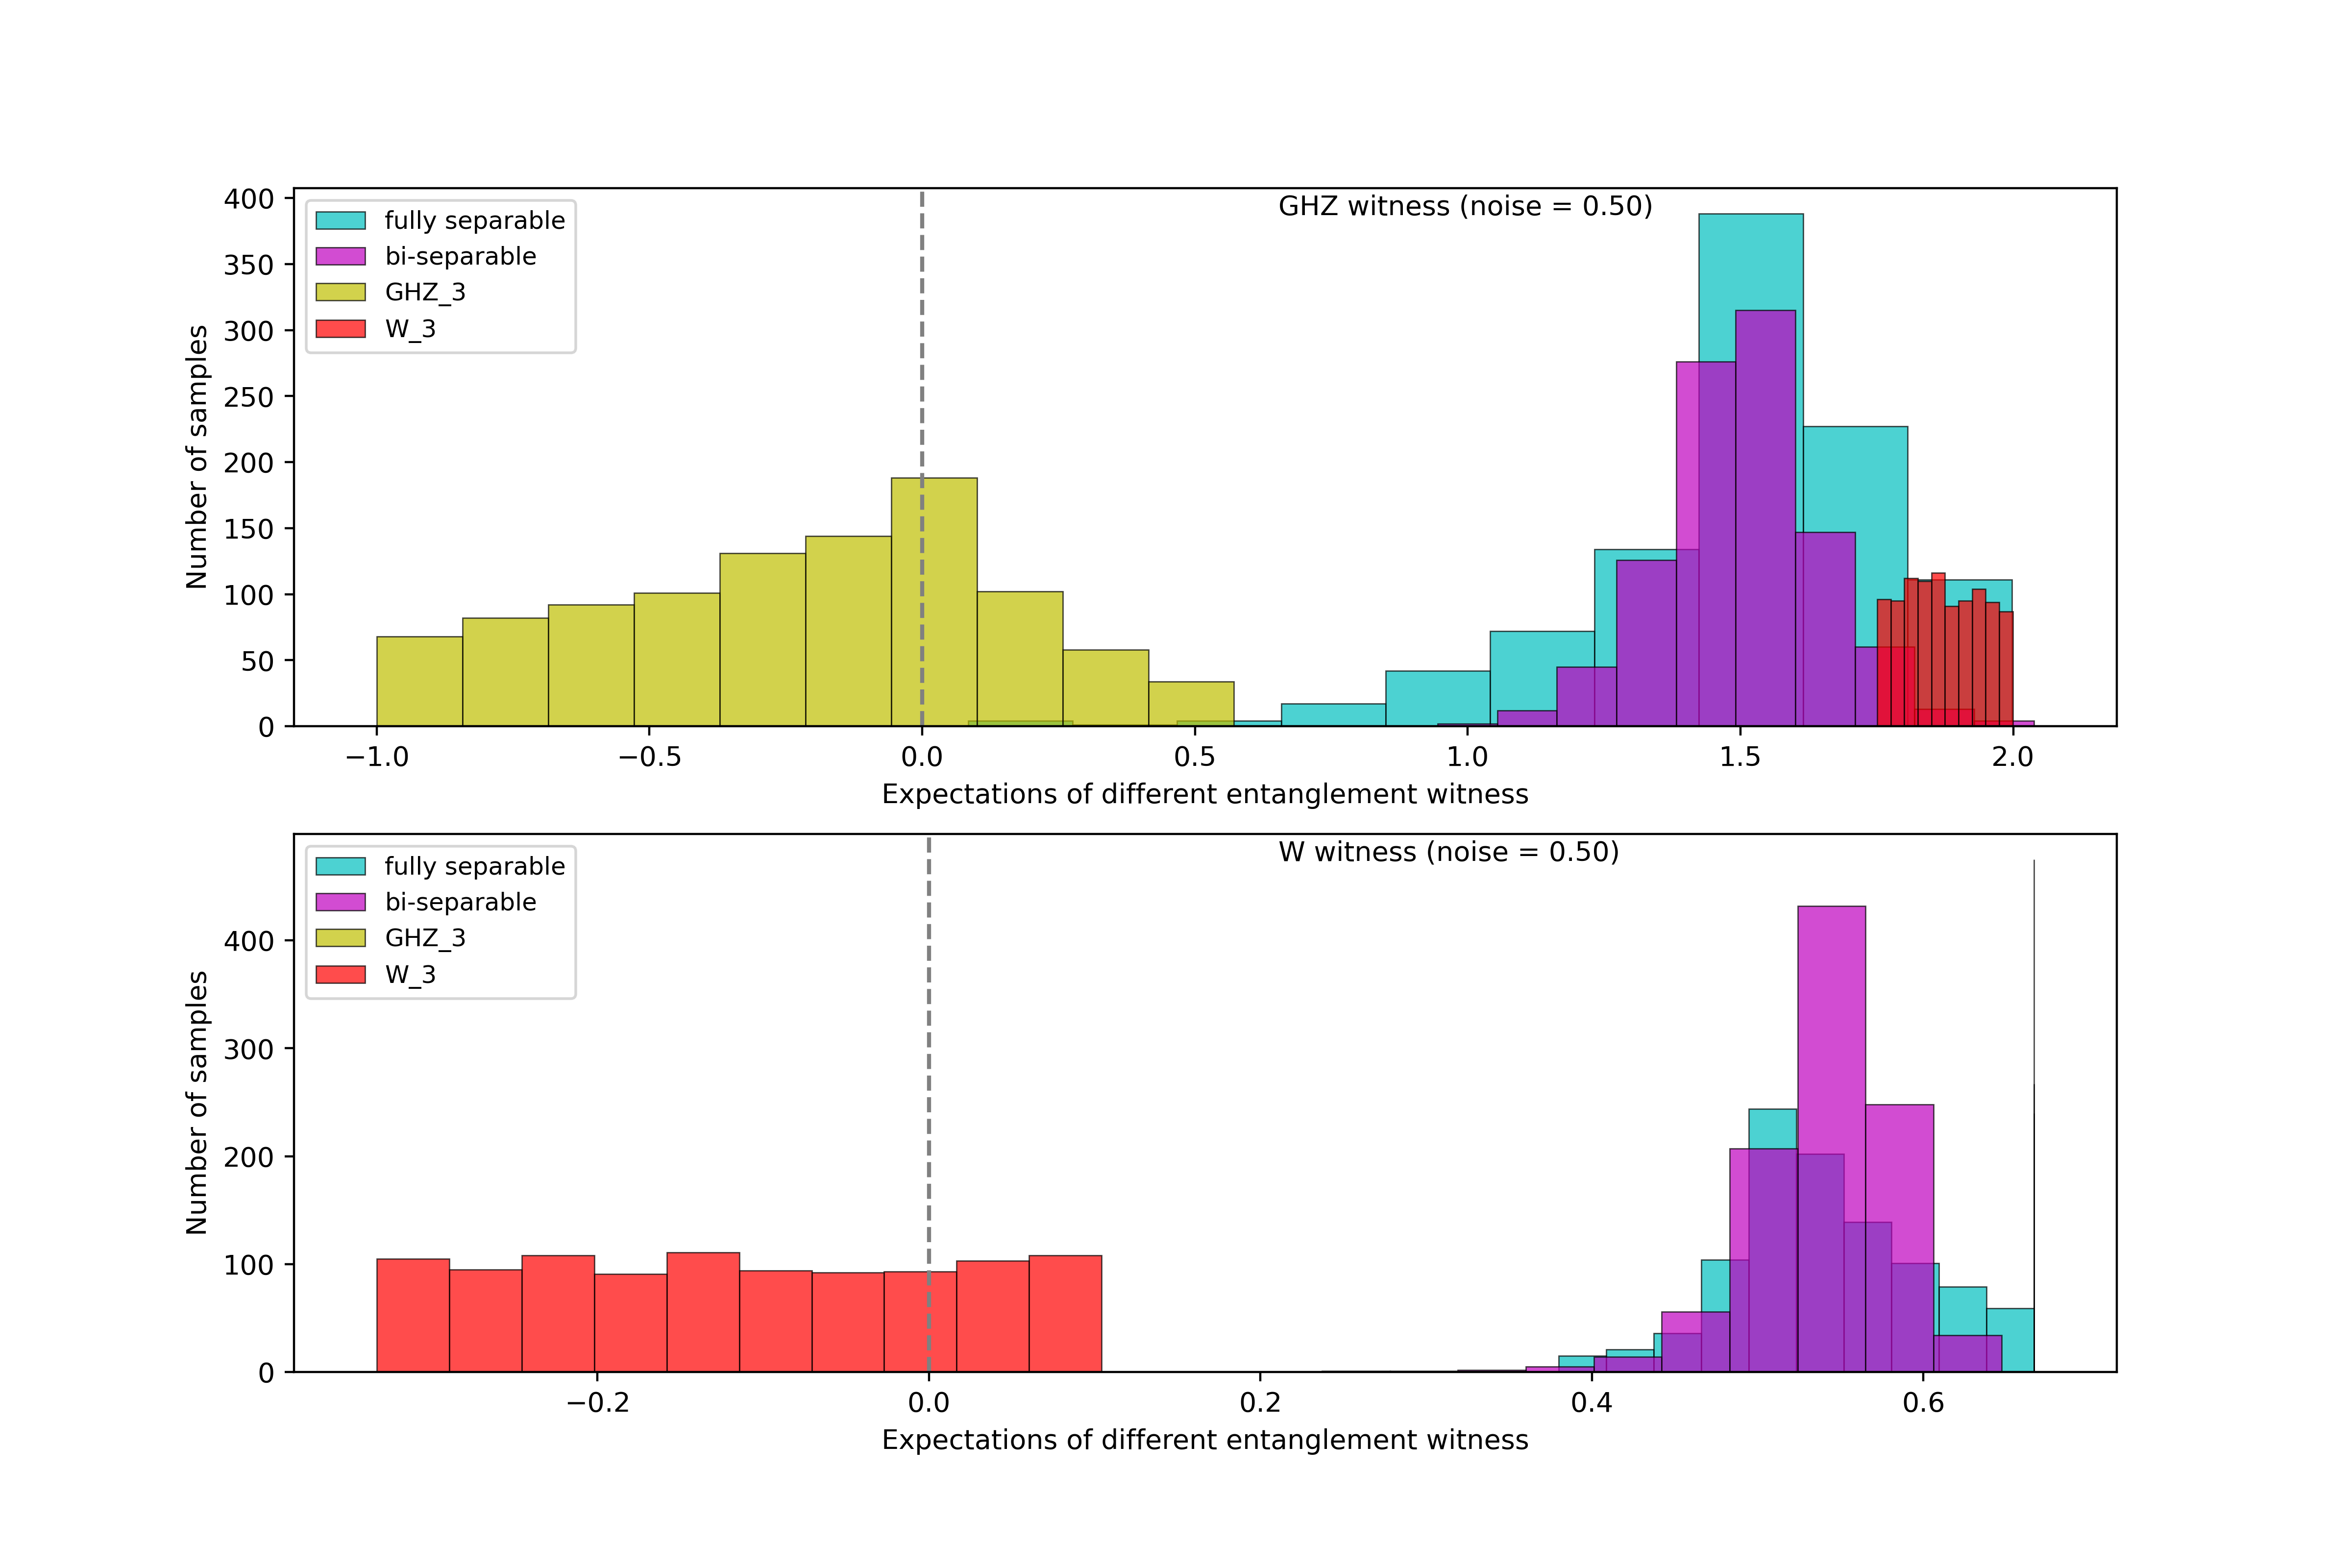 GHZ witness (noise = 0.50)
fully separable
bi-separable
GHZ_3
W_3
Number of samples
400
350
300
250
200
150
100
50
0
−1.0 −0.5 0.0 0.5 1.0 1.5 2.0
Expectations of different entanglement witness
W witness (noise = 0.50)
fully separable
bi-separable
GHZ_3
W_3
Number of samples
400
300
200
100
0
−0.2 0.0 0.2 0.4 0.6
Expectations of different entanglement witness